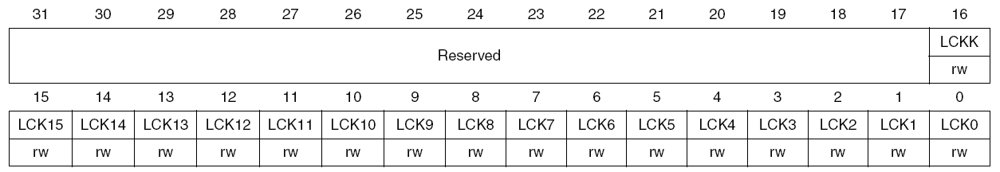 31 30 29 28 27 26 25 24 23 22 21 20 19 18 17 16
Reserved LCKK
rw
15 14 13 12 11 10 9 8 7 6 5 4 3 2 1 0
LCK15 LCK14 LCK13 LCK12 LCK11 LCK10 LCK9 LCK8 LCK7 LCK6 LCK5 LCK4 LCK3 LCK2 LCK1 LCK0
rw rw rw rw rw rw rw rw rw rw rw rw rw rw rw rw